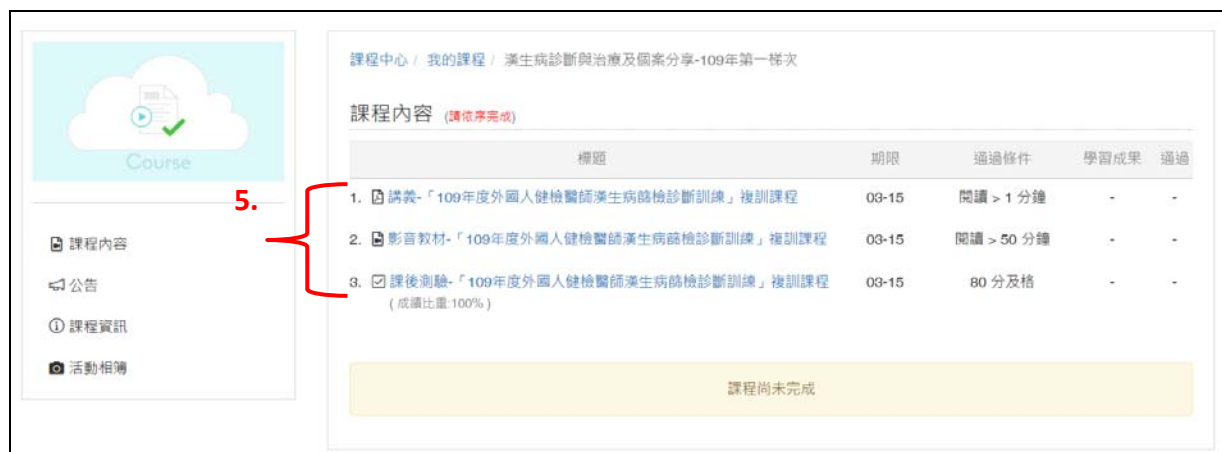 Course
課程內容
公告
課程資訊
活動相簿
5.
課程中心 / 我的課程 / 漢生病診斷與治療及個案分享-109年第一梯次
課程內容 (請依序完成)
標題 期限 通過條件 學習成果 通過
1. 講義-「109年度外國人健檢醫師漢生病篩檢診斷訓練」複訓課程 03-15 閱讀 > 1 分鐘 - -
2. 影音教材-「109年度外國人健檢醫師漢生病篩檢診斷訓練」複訓課程 03-15 閱讀 > 50 分鐘 - -
3. 課後測驗-「109年度外國人健檢醫師漢生病篩檢診斷訓練」複訓課程 03-15 80 分及格 - -
(成績比重:100%)
課程尚未完成